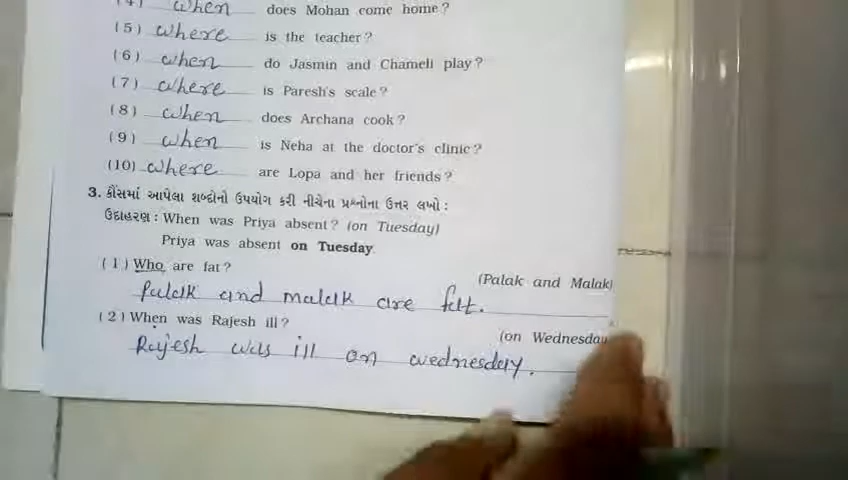 (4) when does Mohan come home?
(5) where is the teacher?
(6) when do Jasmin and Chameli play?
(7) where is Paresh's scale?
(8) when does Archana cook?
(9) when is Neha at the doctor's clinic?
(10) where are Lopa and her friends?
3. કૌંસમાં આપેલા શબ્દોનો ઉપયોગ કરી નીચેના પ્રશ્નોના ઉત્તર લખો :
ઉદાહરણ : When was Priya absent? (on Tuesday)
Priya was absent on Tuesday.
(1) Who are fat? (Palak and Malak)
Palak and malak are fat.
(2) When was Rajesh ill? (on Wednesday
Rajesh was ill on wednesday.